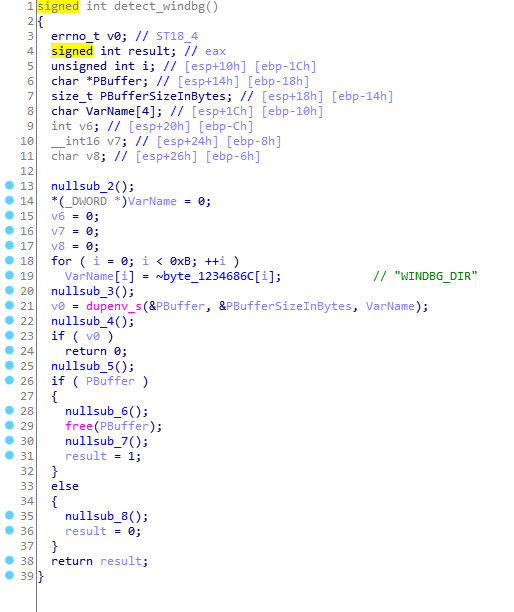 1 signed int detect_windbg()
2 {
3 errno_t v0; // ST18_4
4 signed int result; // eax
5 unsigned int i; // [esp+10h] [ebp-1Ch]
6 char *PBuffer; // [esp+14h] [ebp-18h]
7 size_t PBufferSizeInBytes; // [esp+18h] [ebp-14h]
8 char VarName[4]; // [esp+1Ch] [ebp-10h]
9 int v6; // [esp+20h] [ebp-Ch]
10 __int16 v7; // [esp+24h] [ebp-8h]
11 char v8; // [esp+26h] [ebp-6h]
12
13 nullsub_2();
14 *(_DWORD *)VarName = 0;
15 v6 = 0;
16 v7 = 0;
17 v8 = 0;
18 for ( i = 0; i < 0xB; ++i )
19 VarName[i] = ~byte_1234686C[i]; // "WINDBG_DIR"
20 nullsub_3();
21 v0 = dupenv_s(&PBuffer, &PBufferSizeInBytes, VarName);
22 nullsub_4();
23 if ( v0 )
24 return 0;
25 nullsub_5();
26 if ( PBuffer )
27 {
28 nullsub_6();
29 free(PBuffer);
30 nullsub_7();
31 result = 1;
32 }
33 else
34 {
35 nullsub_8();
36 result = 0;
37 }
38 return result;
39 }